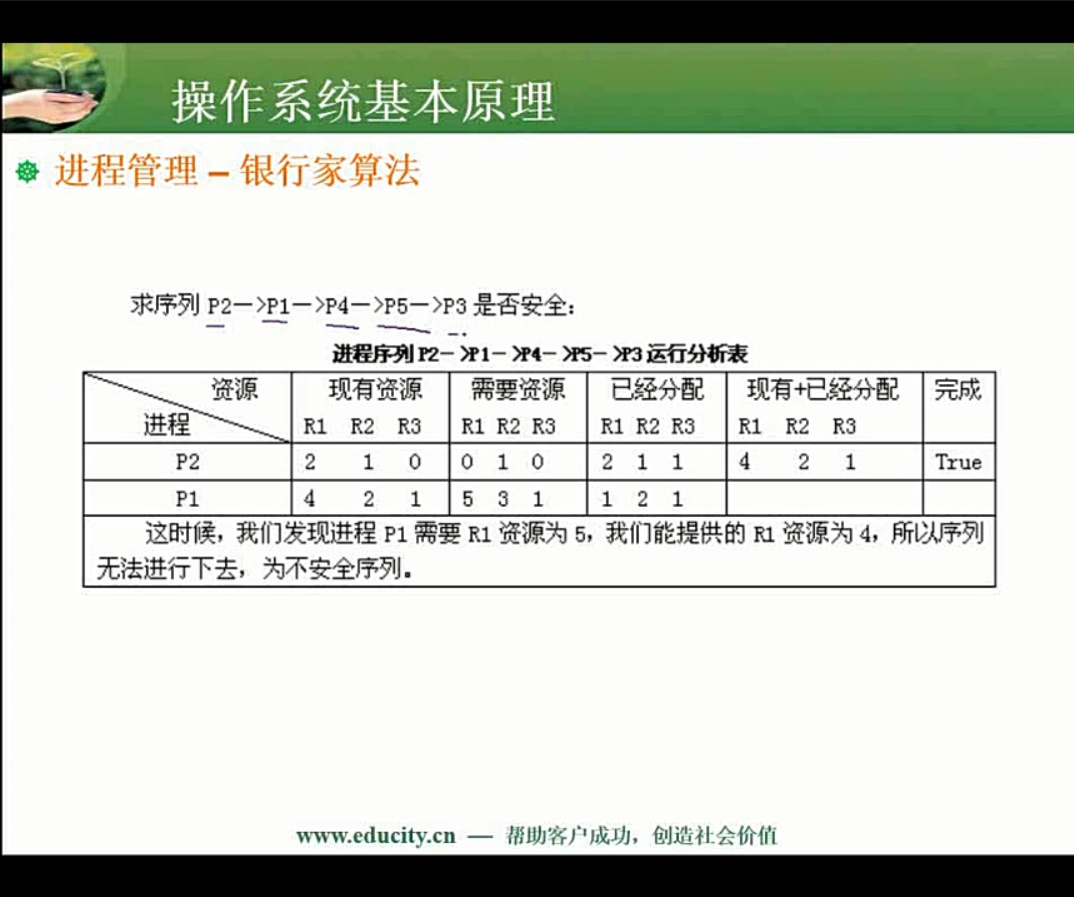 操作系统基本原理
进程管理 – 银行家算法
求序列 P2—>P1—>P4—>P5—>P3 是否安全:
进程序列 P2—>P1—>P4—>P5—>P3 运行分析表
资源 现有资源 需要资源 已经分配 现有+已经分配 完成
进程 R1 R2 R3 R1 R2 R3 R1 R2 R3 R1 R2 R3
P2 2 1 0 0 1 0 2 1 1 4 2 1 True
P1 4 2 1 5 3 1 1 2 1
这时候，我们发现进程 P1 需要 R1 资源为 5，我们能提供的 R1 资源为 4，所以序列
无法进行下去，为不安全序列。
www.educity.cn — 帮助客户成功，创造社会价值